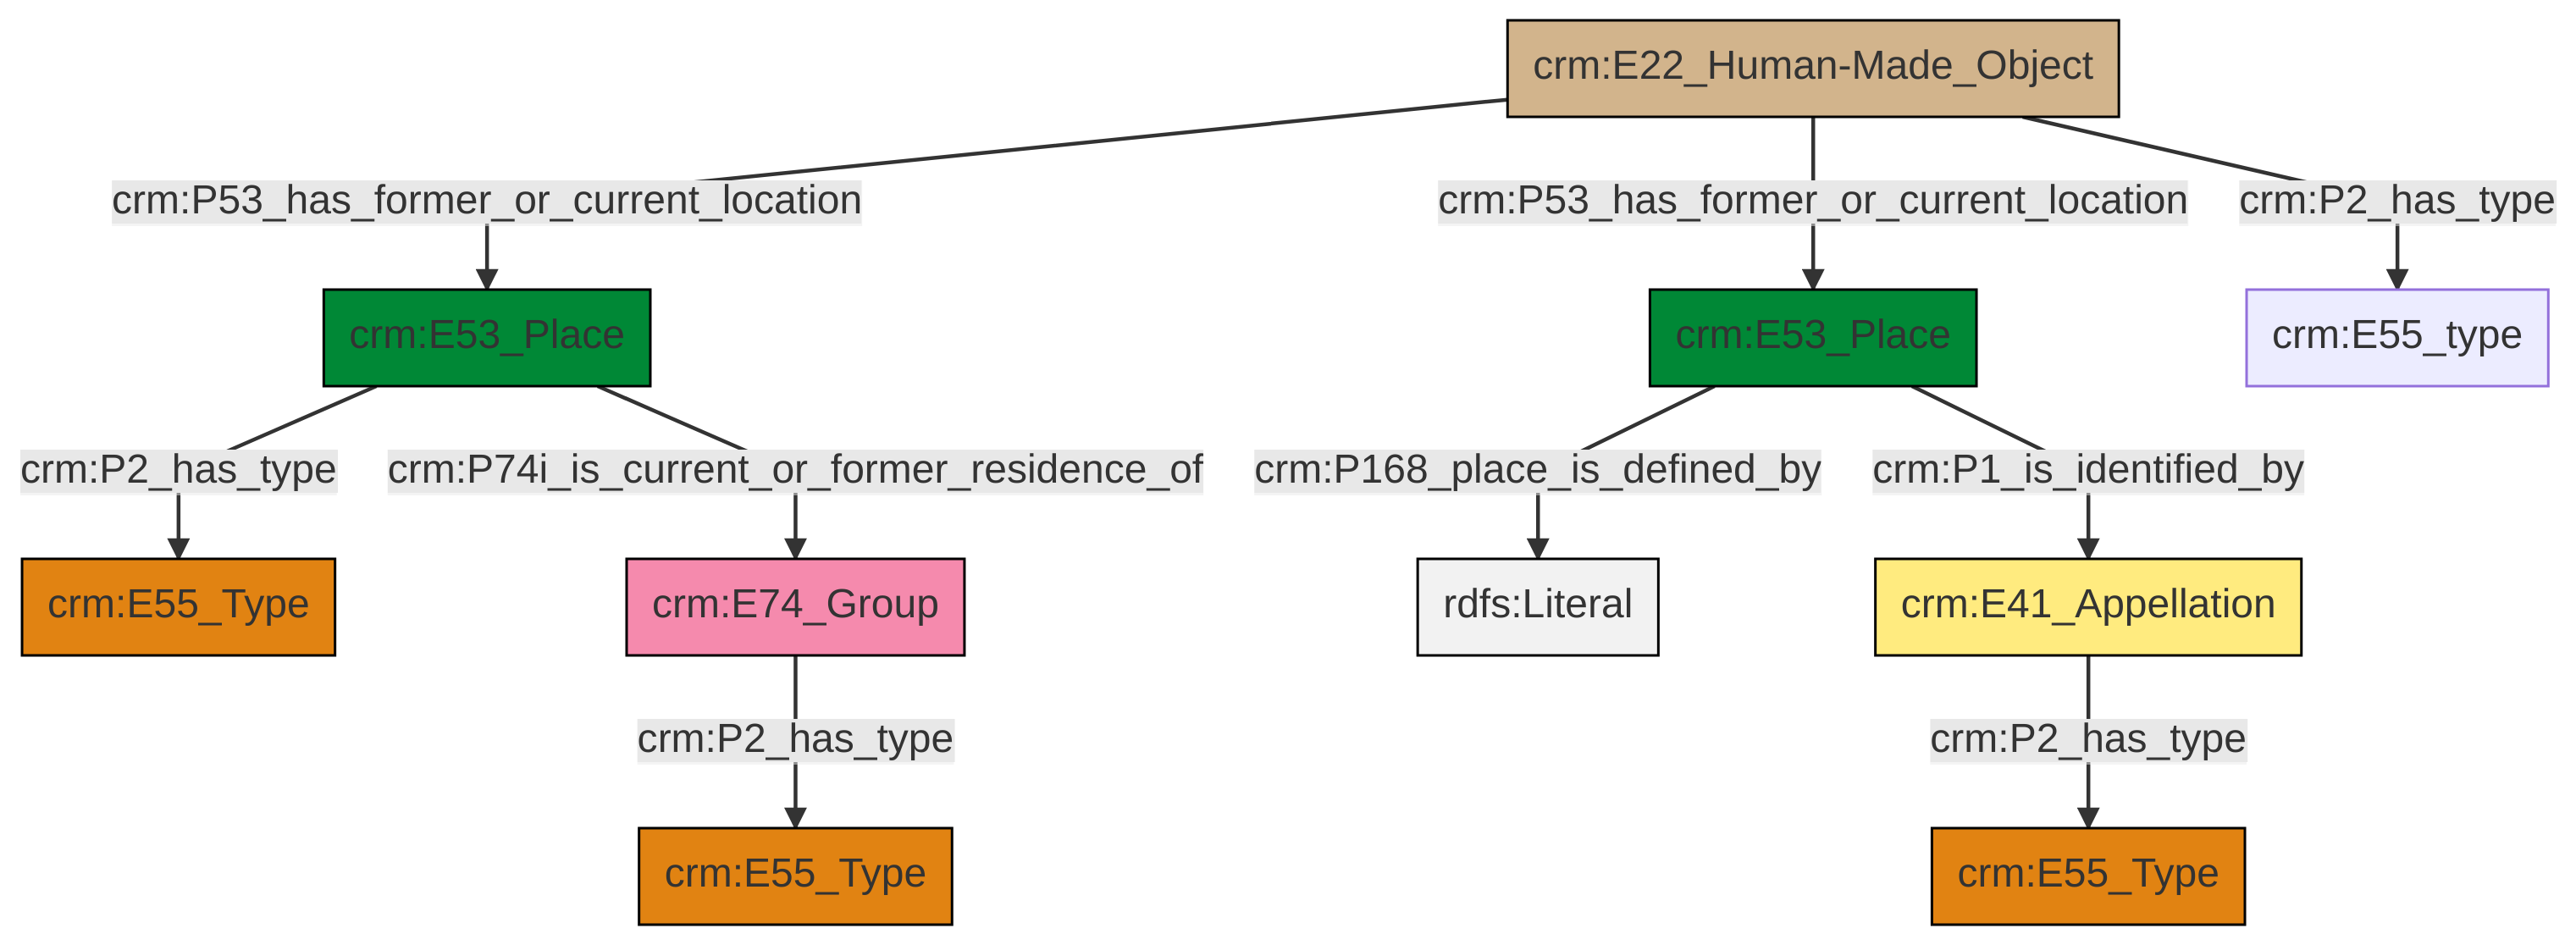 crm:E22_Human-Made_Object
crm:P53_has_former_or_current_location
crm:P53_has_former_or_current_location
crm:P2_has_type
crm:E53_Place
crm:E53_Place
crm:E55_type
crm:P2_has_type
crm:P74i_is_current_or_former_residence_of
crm:P168_place_is_defined_by
crm:P1_is_identified_by
crm:E55_Type
crm:E74_Group
rdfs:Literal
crm:E41_Appellation
crm:P2_has_type
crm:P2_has_type
crm:E55_Type
crm:E55_Type